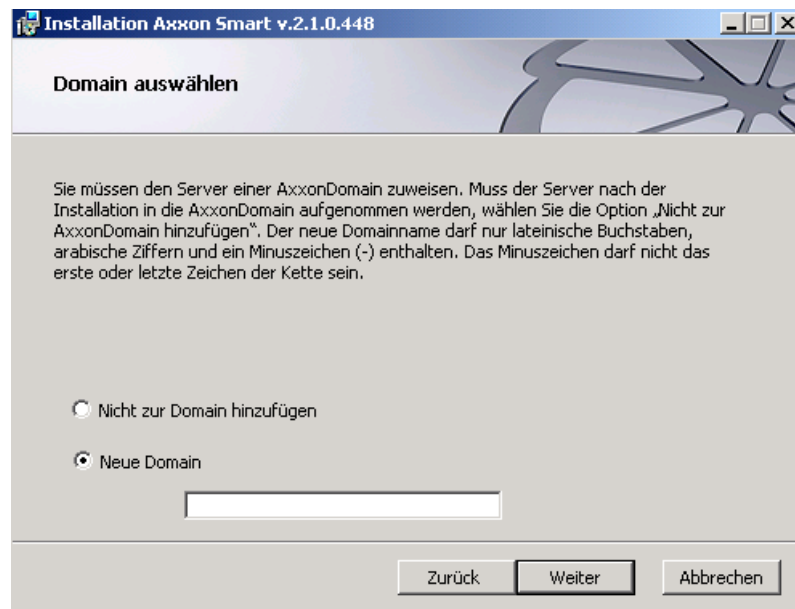 Installation Axxon Smart v.2.1.0.448
Domain auswählen
Sie müssen den Server einer AxxonDomain zuweisen. Muss der Server nach der
Installation in die AxxonDomain aufgenommen werden, wählen Sie die Option „Nicht zur
AxxonDomain hinzufügen“. Der neue Domainname darf nur lateinische Buchstaben,
arabische Ziffern und ein Minuszeichen (-) enthalten. Das Minuszeichen darf nicht das
erste oder letzte Zeichen der Kette sein.
Nicht zur Domain hinzufügen
Neue Domain
Zurück Weiter Abbrechen